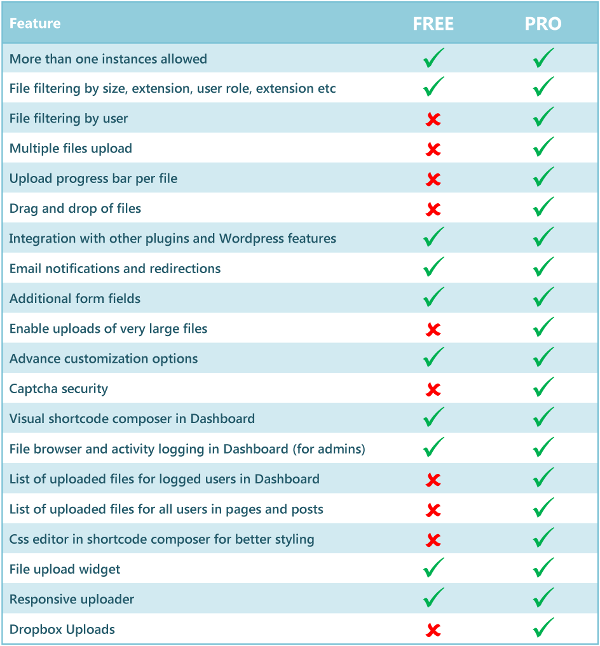 Feature FREE PRO
More than one instances allowed
File filtering by size, extension, user role, extension etc
File filtering by user
Multiple files upload
Upload progress bar per file
Drag and drop of files
Integration with other plugins and Wordpress features
Email notifications and redirections
Additional form fields
Enable uploads of very large files
Advance customization options
Captcha security
Visual shortcode composer in Dashboard
File browser and activity logging in Dashboard (for admins)
List of uploaded files for logged users in Dashboard
List of uploaded files for all users in pages and posts
Css editor in shortcode composer for better styling
File upload widget
Responsive uploader
Dropbox Uploads